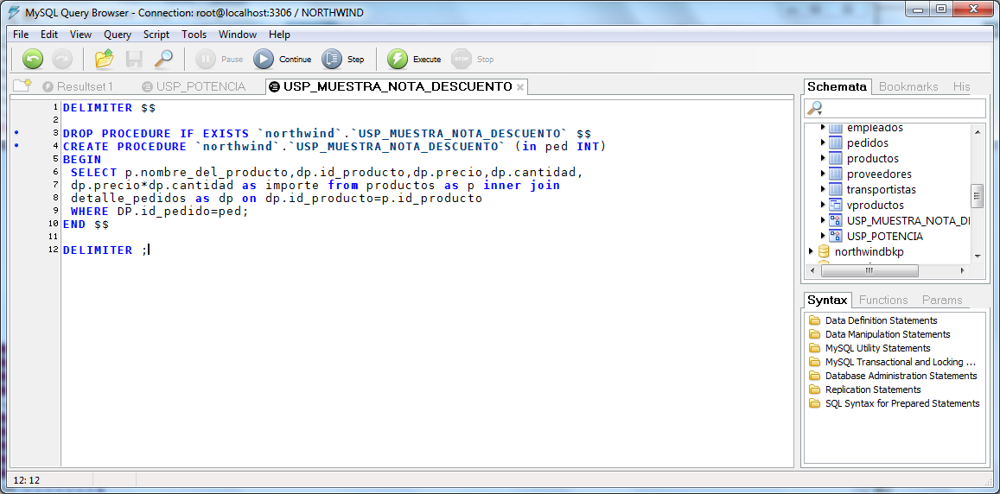 MySQL Query Browser - Connection: root@localhost:3306 / NORTHWIND
File Edit View Query Script Tools Window Help
Pause Continue Step Execute STOP Stop
Resultset 1 USP_POTENCIA USP_MUESTRA_NOTA_DESCUENTO
1 DELIMITER $$
2
3 DROP PROCEDURE IF EXISTS `northwind`.`USP_MUESTRA_NOTA_DESCUENTO` $$
4 CREATE PROCEDURE `northwind`.`USP_MUESTRA_NOTA_DESCUENTO` (in ped INT)
5 BEGIN
6 SELECT p.nombre_del_producto,dp.id_producto,dp.precio,dp.cantidad,
7 dp.precio*dp.cantidad as importe from productos as p inner join
8 detalle_pedidos as dp on dp.id_producto=p.id_producto
9 WHERE DP.id_pedido=ped;
10 END $$
11
12 DELIMITER ;
Schemata Bookmarks His
empleados
pedidos
productos
proveedores
transportistas
vproductos
USP_MUESTRA_NOTA_DI
USP_POTENCIA
northwindbkp
Syntax Functions Params
Data Definition Statements
Data Manipulation Statements
MySQL Utility Statements
MySQL Transactional and Locking ...
Database Administration Statements
Replication Statements
SQL Syntax for Prepared Statements
12: 12